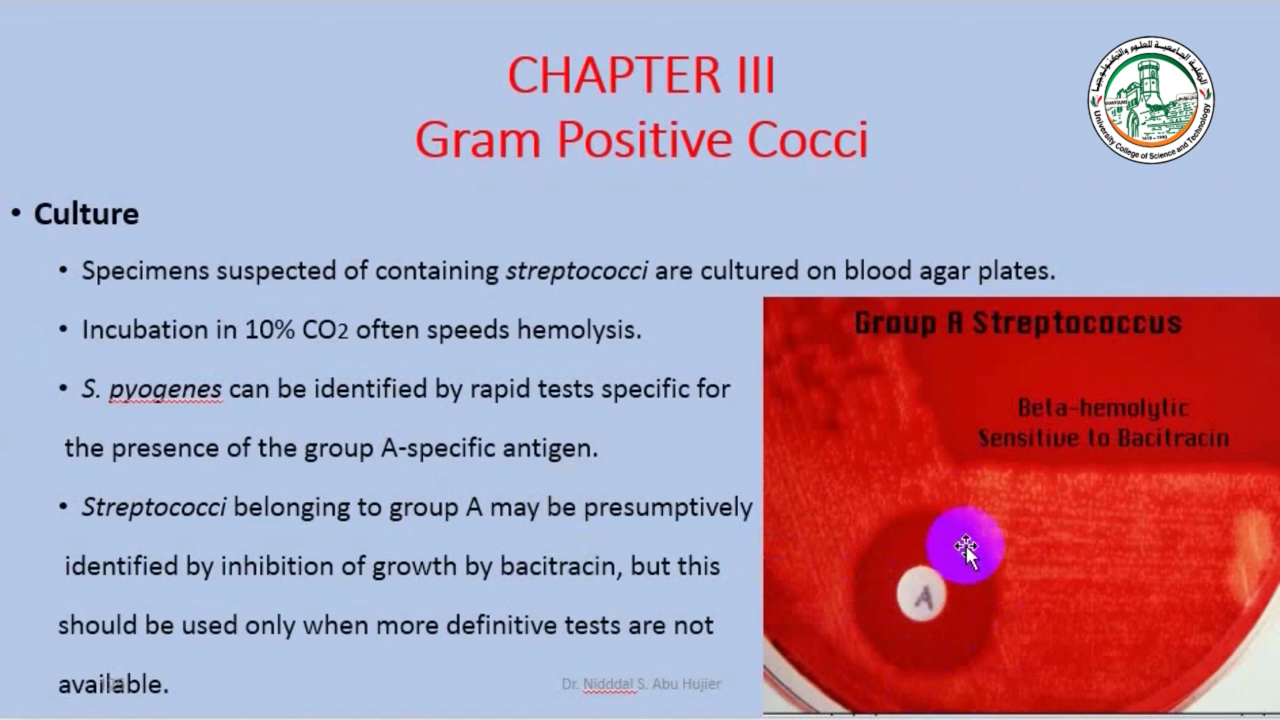 CHAPTER III
Gram Positive Cocci
University College of Science and Technology
• Culture
• Specimens suspected of containing streptococci are cultured on blood agar plates.
• Incubation in 10% CO2 often speeds hemolysis.
• S. pyogenes can be identified by rapid tests specific for
the presence of the group A-specific antigen.
• Streptococci belonging to group A may be presumptively
identified by inhibition of growth by bacitracin, but this
should be used only when more definitive tests are not
available.
Group A Streptococcus
Beta-hemolytic
Sensitive to Bacitracin
A
Dr. Nidddal S. Abu Hujier